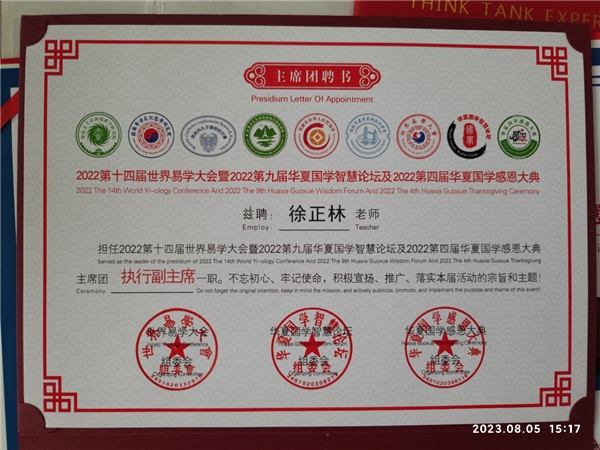 THINK TANK EXPER
主席团聘书
Presidium Letter Of Appointment
2022第十四届世界易学大会暨2022第九届华夏国学智慧论坛及2022第四届华夏国学感恩大典
2022 The 14th World Yi-ology Conference And 2022 The 9th Huaxia Guoxue Wisdom Forum And 2022 The 4th Huaxia Guoxue Thanksgiving Ceremony
兹聘： 徐正林 老师
Employ: Teacher
担任2022第十四届世界易学大会暨2022第九届华夏国学智慧论坛及2022第四届华夏国学感恩大典
Served as the leader of the presidium of 2022 The 14th World Yi-ology Conference And 2022 The 9th Huaxia Guoxue Wisdom Forum And 2022 The 4th Huaxia Guoxue Thanksgiving
主席团 执行副主席 一职。不忘初心、牢记使命，积极宣扬、推广、落实本届活动的宗旨和主题！
Ceremony. Do not forget the original intention, keep in mind the mission, and actively publicize, promote, and implement the purpose and theme of this event!
世界易学大会 华夏国学智慧论坛 华夏国学感恩大典
组委会 组委会 组委会
Organizing Committee Organizing Committee Organizing Committee
2023.08.05 15:17